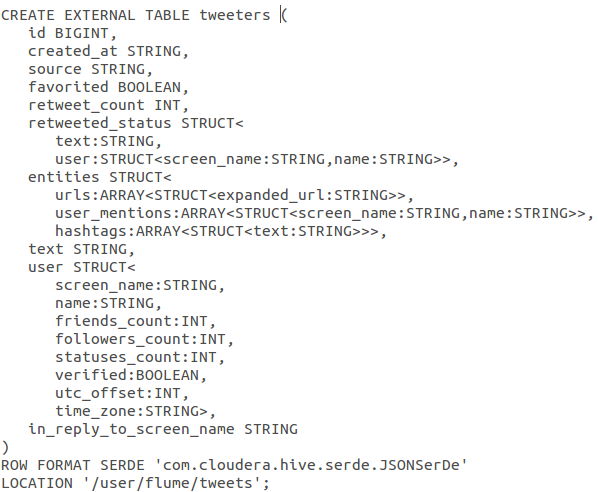 CREATE EXTERNAL TABLE tweeters (
   id BIGINT,
   created_at STRING,
   source STRING,
   favorited BOOLEAN,
   retweet_count INT,
   retweeted_status STRUCT<
      text:STRING,
      user:STRUCT<screen_name:STRING,name:STRING>>,
   entities STRUCT<
      urls:ARRAY<STRUCT<expanded_url:STRING>>,
      user_mentions:ARRAY<STRUCT<screen_name:STRING,name:STRING>>,
      hashtags:ARRAY<STRUCT<text:STRING>>>,
   text STRING,
   user STRUCT<
      screen_name:STRING,
      name:STRING,
      friends_count:INT,
      followers_count:INT,
      statuses_count:INT,
      verified:BOOLEAN,
      utc_offset:INT,
      time_zone:STRING>,
   in_reply_to_screen_name STRING
)
ROW FORMAT SERDE 'com.cloudera.hive.serde.JSONSerDe'
LOCATION '/user/flume/tweets';